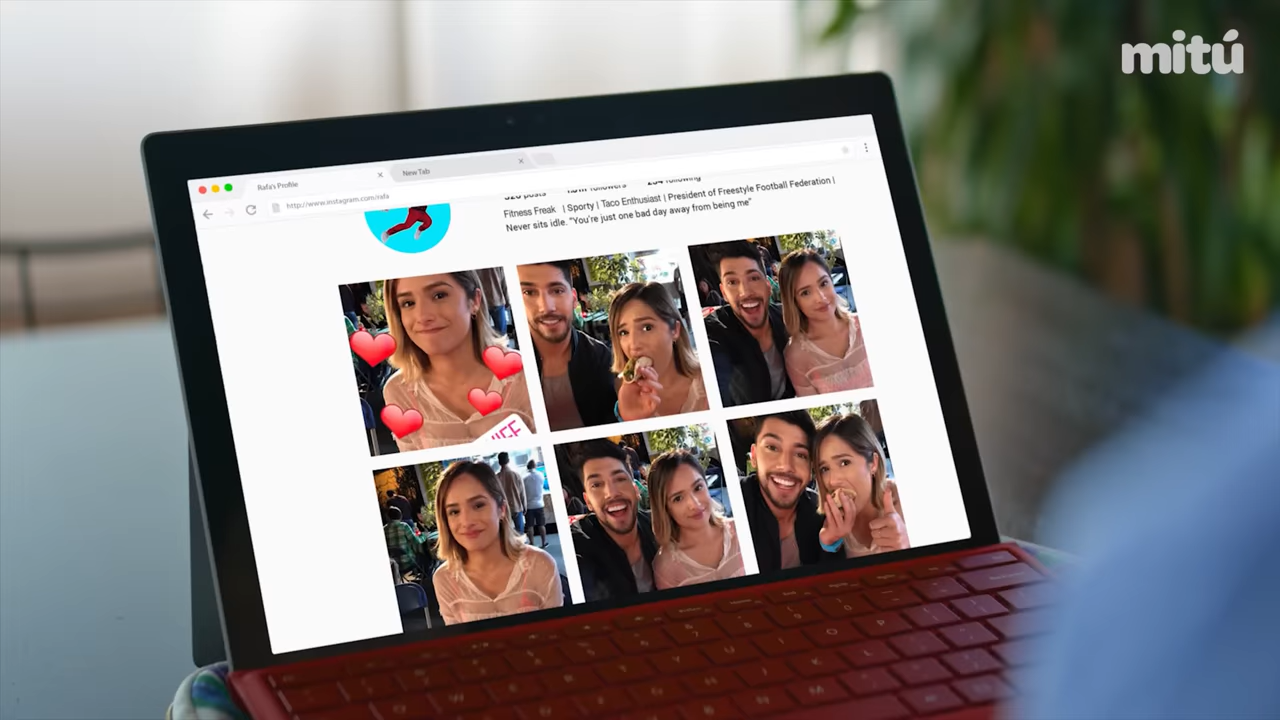 mitú
Rafa's Profile
New Tab
http://www.instagram.com/rafa
posts followers following
Fitness Freak | Sporty | Taco Enthusiast | President of Freestyle Football Federation |
Never sits idle. "You're just one bad day away from being me"